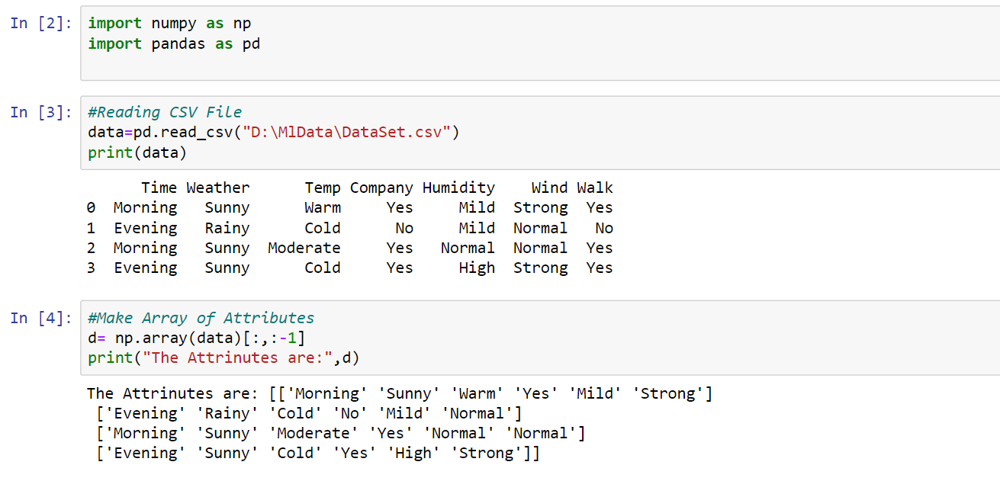 In [2]: import numpy as np
import pandas as pd
In [3]: #Reading CSV File
data=pd.read_csv("D:\MlData\DataSet.csv")
print(data)
Time Weather Temp Company Humidity Wind Walk
0 Morning Sunny Warm Yes Mild Strong Yes
1 Evening Rainy Cold No Mild Normal No
2 Morning Sunny Moderate Yes Normal Normal Yes
3 Evening Sunny Cold Yes High Strong Yes
In [4]: #Make Array of Attributes
d= np.array(data)[:,:-1]
print("The Attrinutes are:",d)
The Attrinutes are: [['Morning' 'Sunny' 'Warm' 'Yes' 'Mild' 'Strong']
['Evening' 'Rainy' 'Cold' 'No' 'Mild' 'Normal']
['Morning' 'Sunny' 'Moderate' 'Yes' 'Normal' 'Normal']
['Evening' 'Sunny' 'Cold' 'Yes' 'High' 'Strong']]